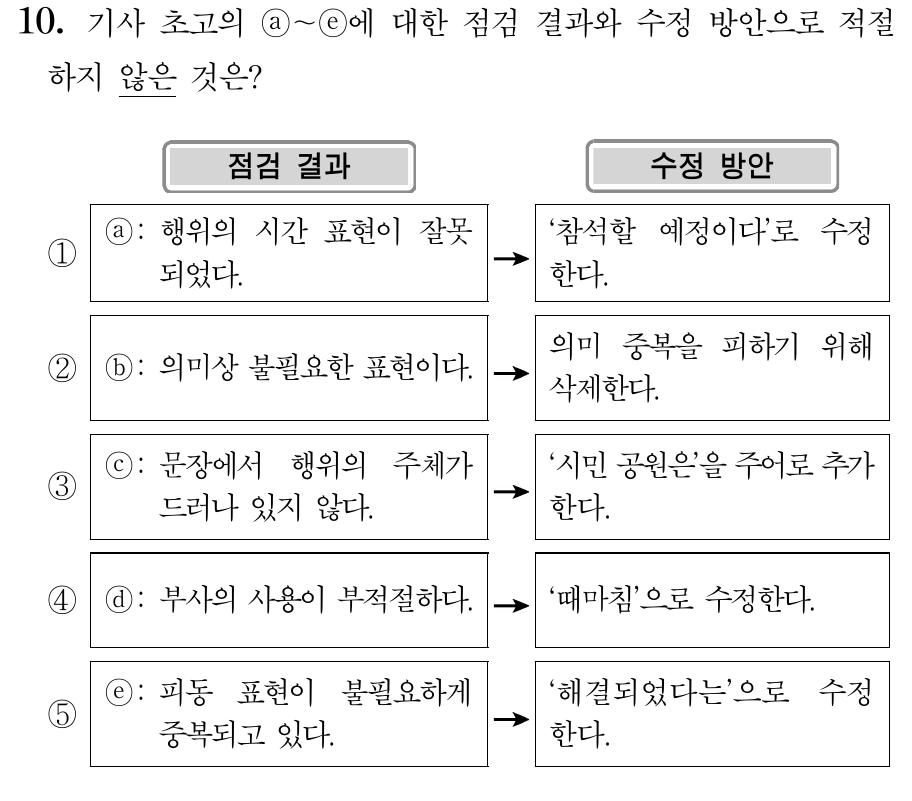 10. 기사 초고의 ⓐ~ⓔ에 대한 점검 결과와 수정 방안으로 적절
하지 않은 것은?
점검 결과
수정 방안
①
ⓐ: 행위의 시간 표현이 잘못
되었다.
→
‘참석할 예정이다’로 수정
한다.
②
ⓑ: 의미상 불필요한 표현이다.
→
의미 중복을 피하기 위해
삭제한다.
③
ⓒ: 문장에서 행위의 주체가
드러나 있지 않다.
→
‘시민 공원은’을 주어로 추가
한다.
④
ⓓ: 부사의 사용이 부적절하다.
→
‘때마침’으로 수정한다.
⑤
ⓔ: 피동 표현이 불필요하게
중복되고 있다.
→
‘해결되었다는’으로 수정
한다.